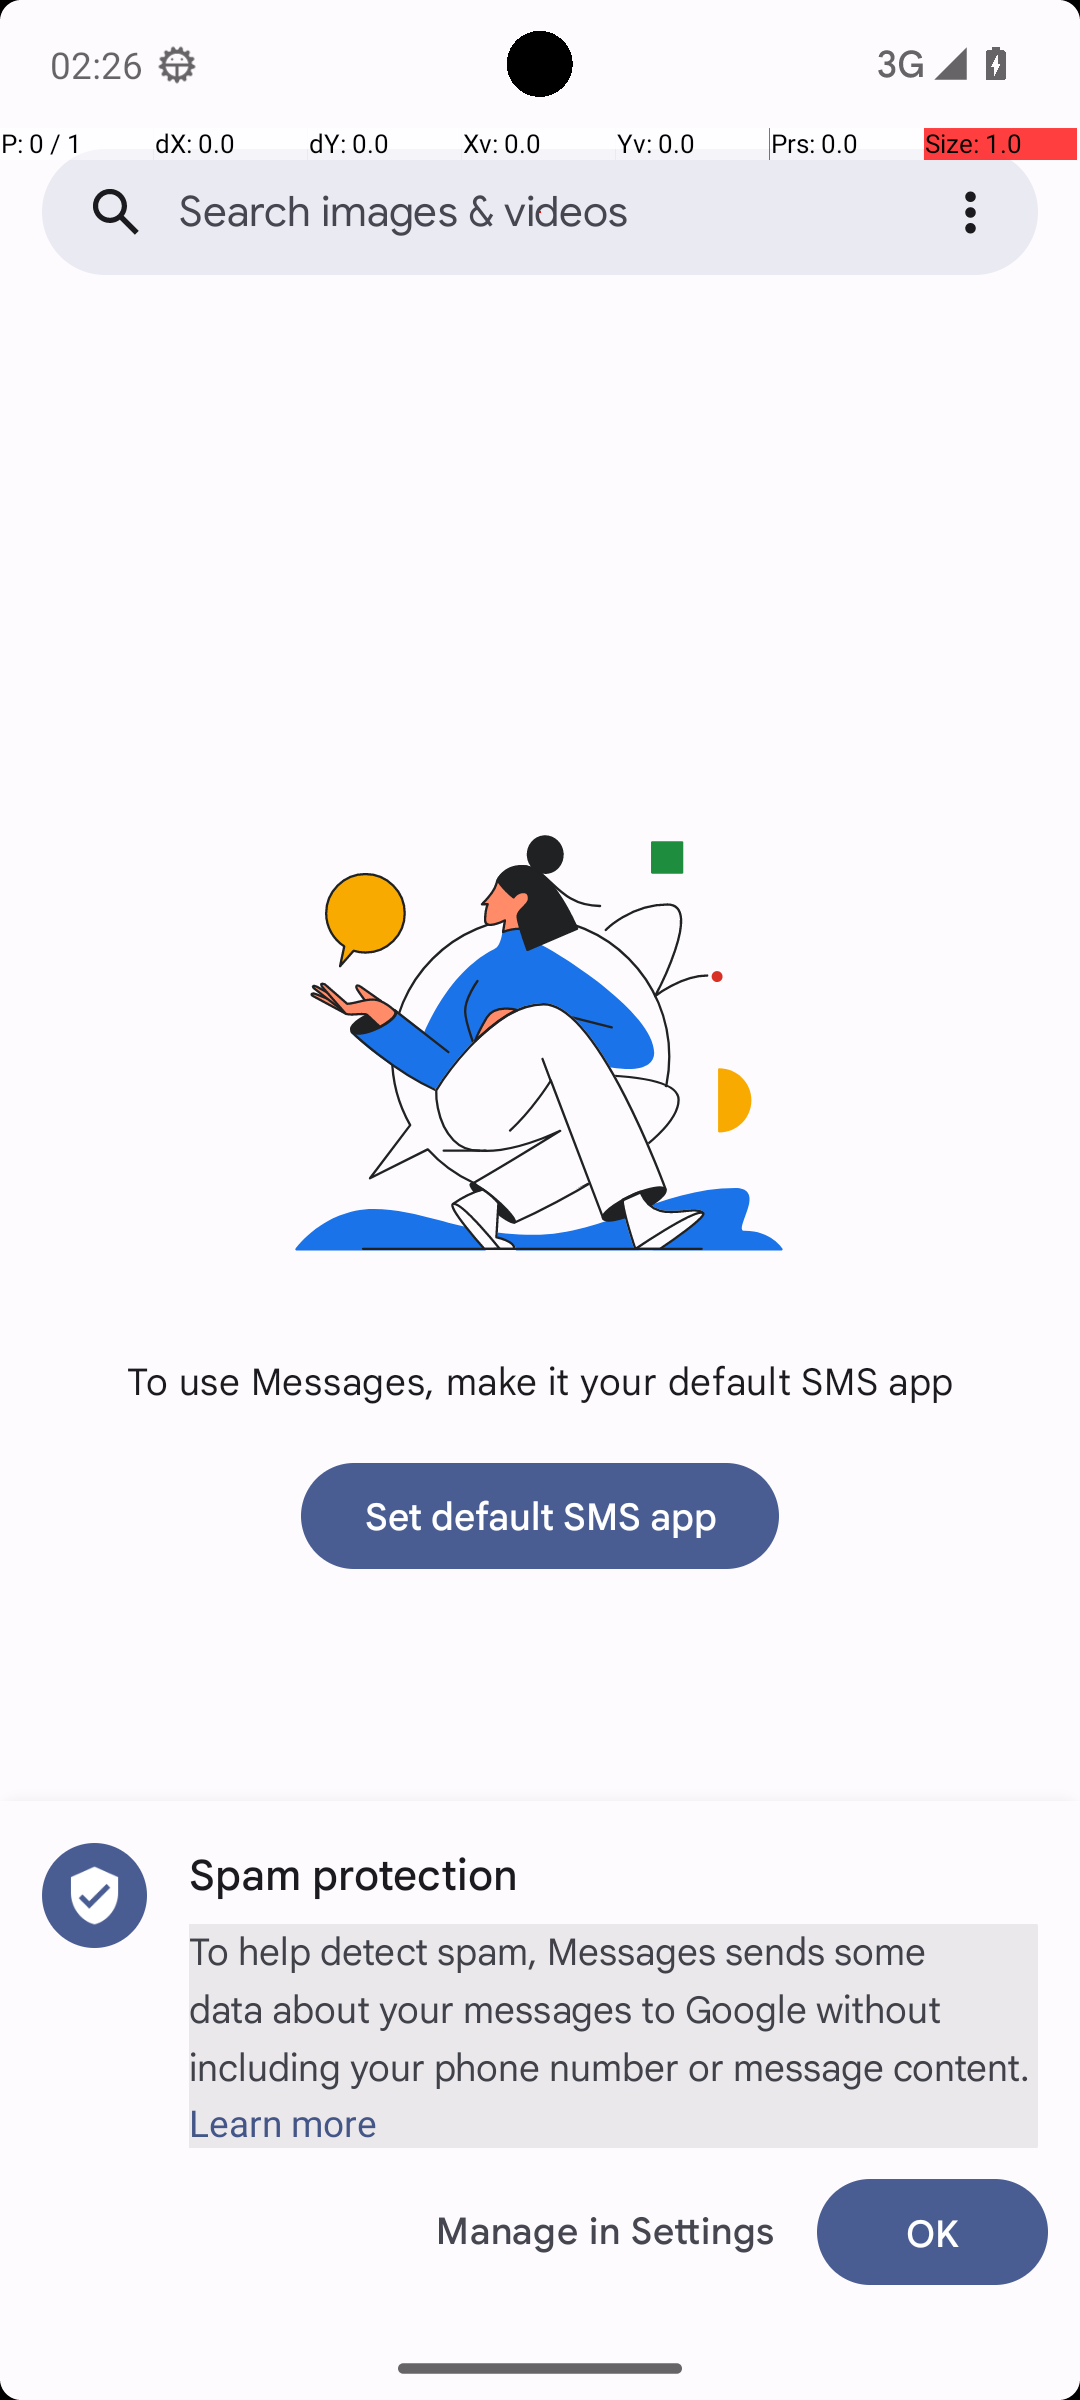 02:26
3G
P: 0 / 1 dX: 0.0 dY: 0.0 Xv: 0.0 Yv: 0.0 Prs: 0.0 Size: 1.0
Search images & videos
To use Messages, make it your default SMS app
Set default SMS app
Spam protection
To help detect spam, Messages sends some
data about your messages to Google without
including your phone number or message content.
Learn more
Manage in Settings
OK